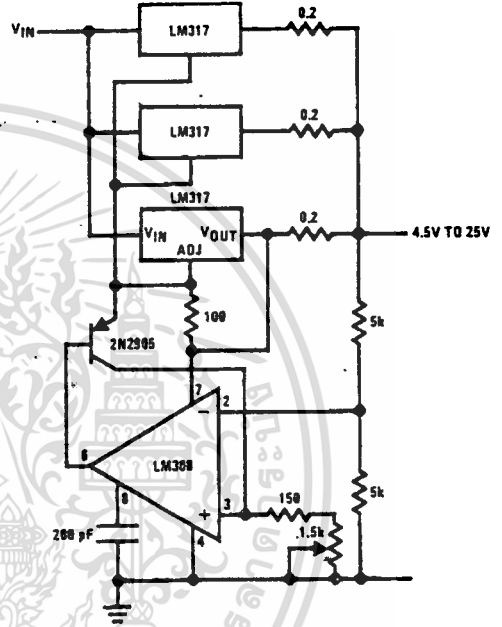 0.2
VIN
LM317
0.2
LM317
LM317
0.2
VIN
VOUT
ADJ
4.5V TO 25V
100
5k
2N2905
7
2
6
LM308
8
3
150
5k
4
1.5k
200 pF